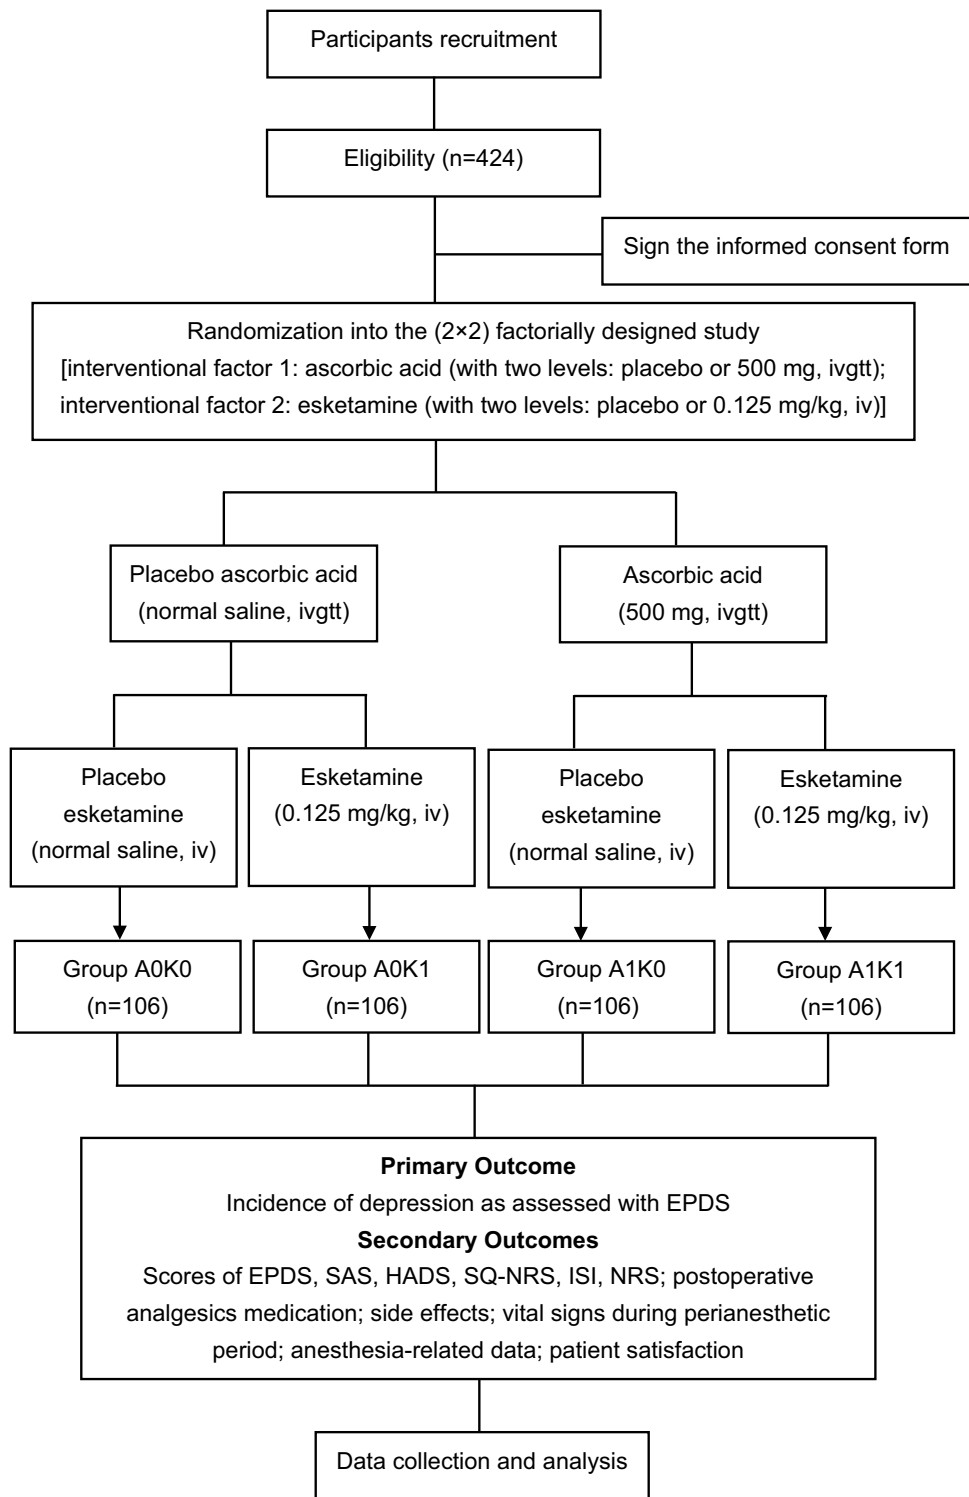 Participants recruitment
Eligibility (n=424)
Sign the informed consent form
Randomization into the (2×2) factorially designed study
[interventional factor 1: ascorbic acid (with two levels: placebo or 500 mg, ivgtt);
interventional factor 2: esketamine (with two levels: placebo or 0.125 mg/kg, iv)]
Placebo ascorbic acid
(normal saline, ivgtt)
Ascorbic acid
(500 mg, ivgtt)
Placebo
esketamine
(normal saline, iv)
Esketamine
(0.125 mg/kg, iv)
Placebo
esketamine
(normal saline, iv)
Esketamine
(0.125 mg/kg, iv)
Group A0K0
(n=106)
Group A0K1
(n=106)
Group A1K0
(n=106)
Group A1K1
(n=106)
Primary Outcome
Incidence of depression as assessed with EPDS
Secondary Outcomes
Scores of EPDS, SAS, HADS, SQ-NRS, ISI, NRS; postoperative
analgesics medication; side effects; vital signs during perianesthetic
period; anesthesia-related data; patient satisfaction
Data collection and analysis